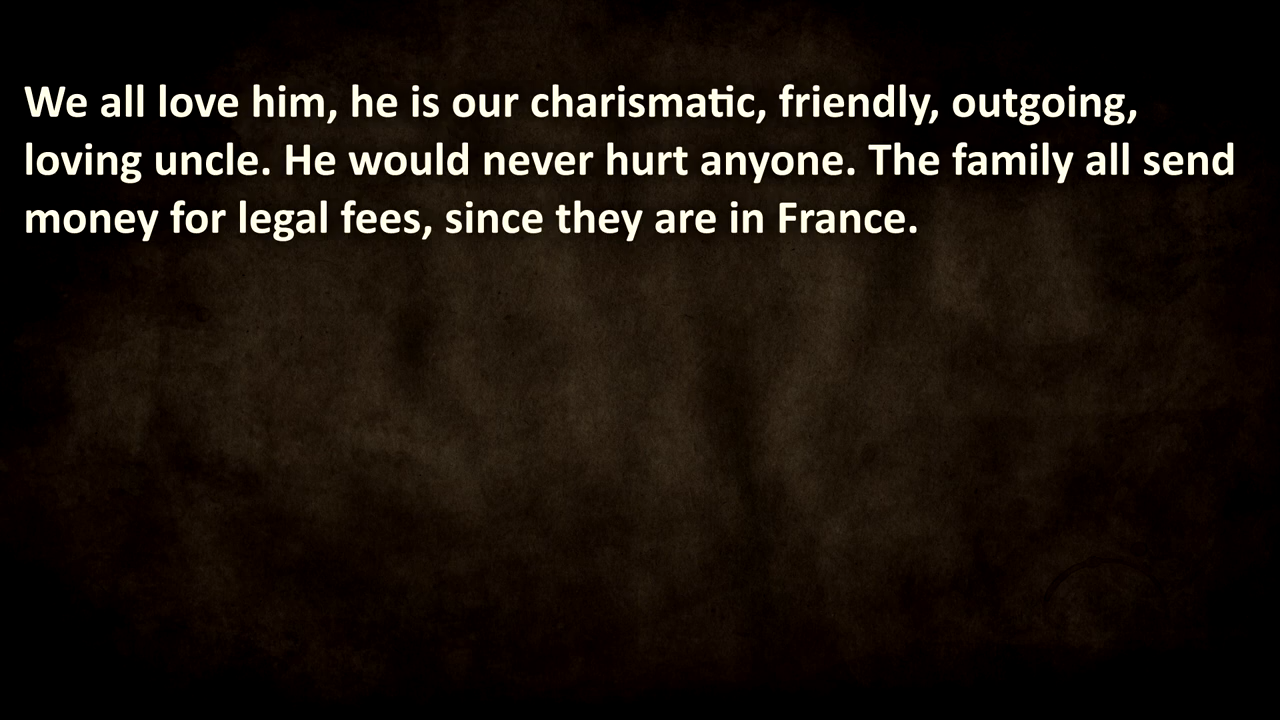 We all love him, he is our charismatic, friendly, outgoing,
loving uncle. He would never hurt anyone. The family all send
money for legal fees, since they are in France.